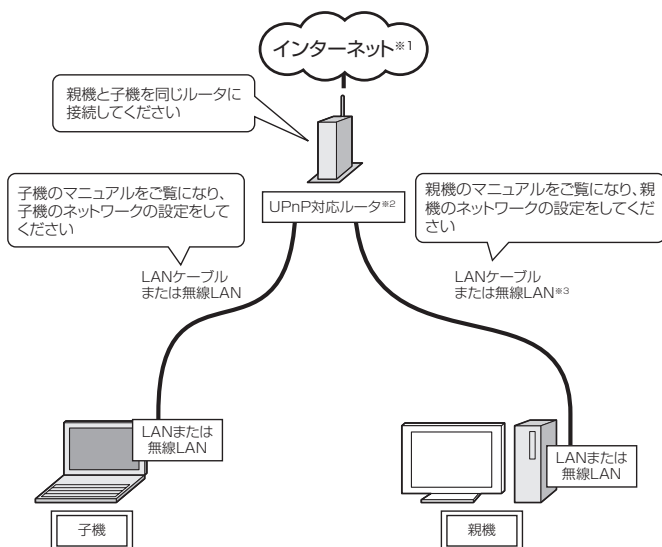 インターネット※1
親機と子機を同じルータに
接続してください
子機のマニュアルをご覧になり、
子機のネットワークの設定をして
ください
UPnP対応ルータ※2
親機のマニュアルをご覧になり、親
機のネットワークの設定をしてくだ
さい
LANケーブル
または無線LAN
LANケーブル
または無線LAN※3
LANまたは
無線LAN
LANまたは
無線LAN
子機
親機